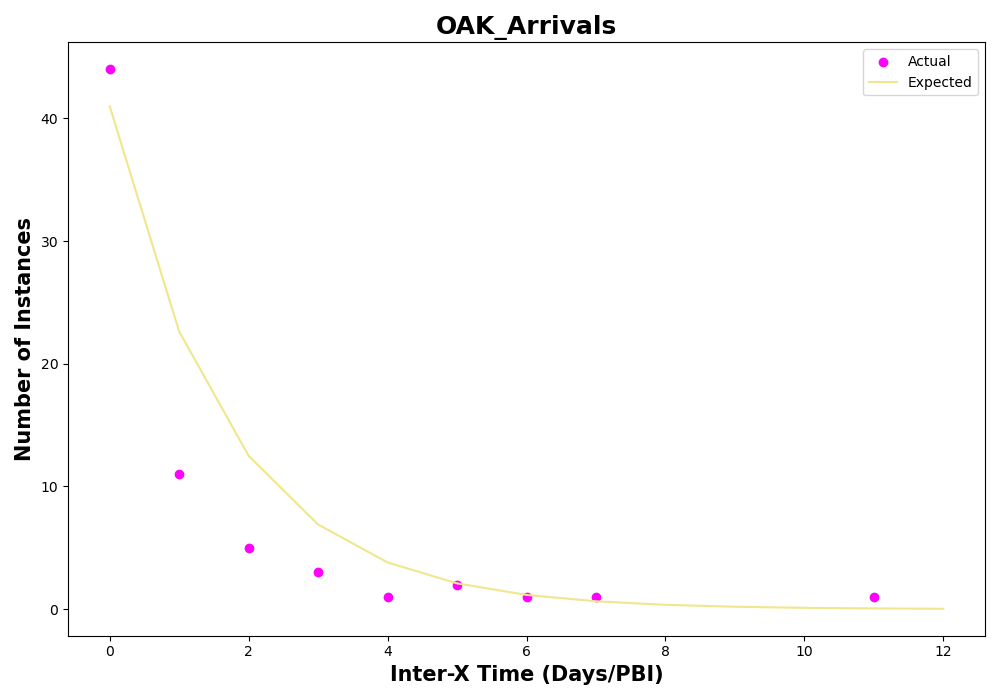 OAK_Arrivals
Actual
Expected
Number of Instances
40
30
20
10
0
0 2 4 6 8 10 12
Inter-X Time (Days/PBI)